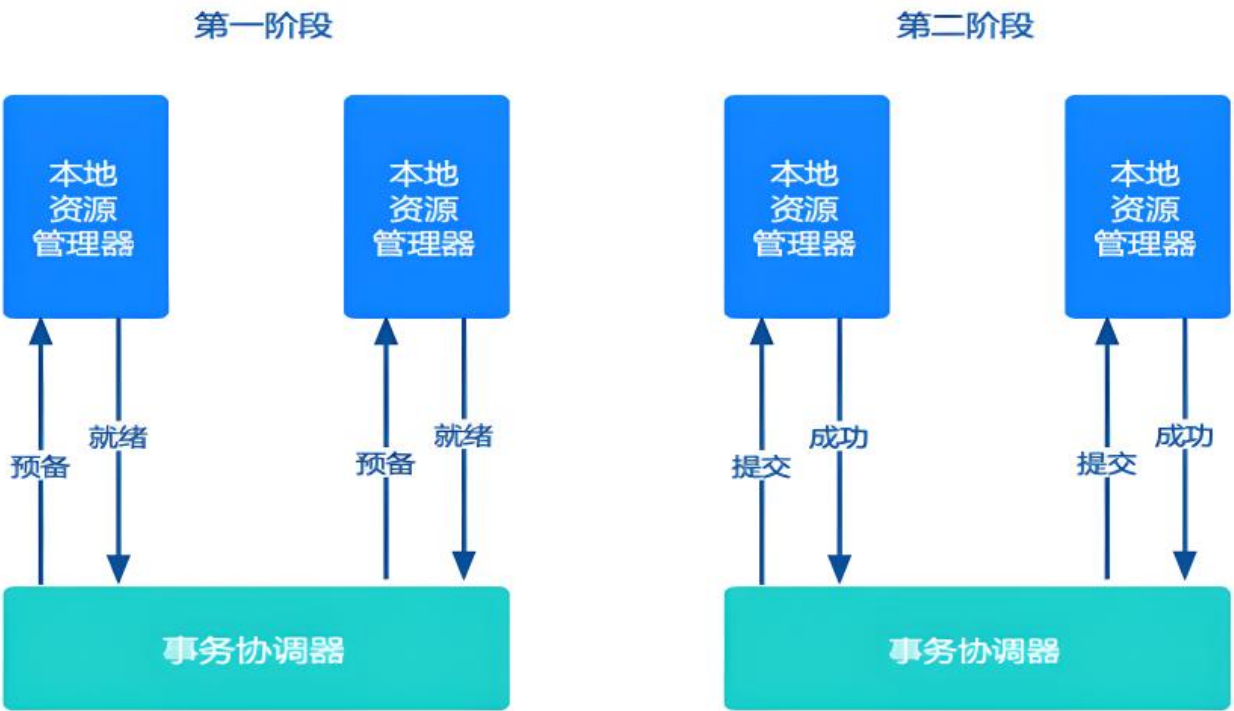 第一阶段
本地
资源
管理器
本地
资源
管理器
预备
就绪
预备
就绪
事务协调器
第二阶段
本地
资源
管理器
本地
资源
管理器
提交
成功
提交
成功
事务协调器